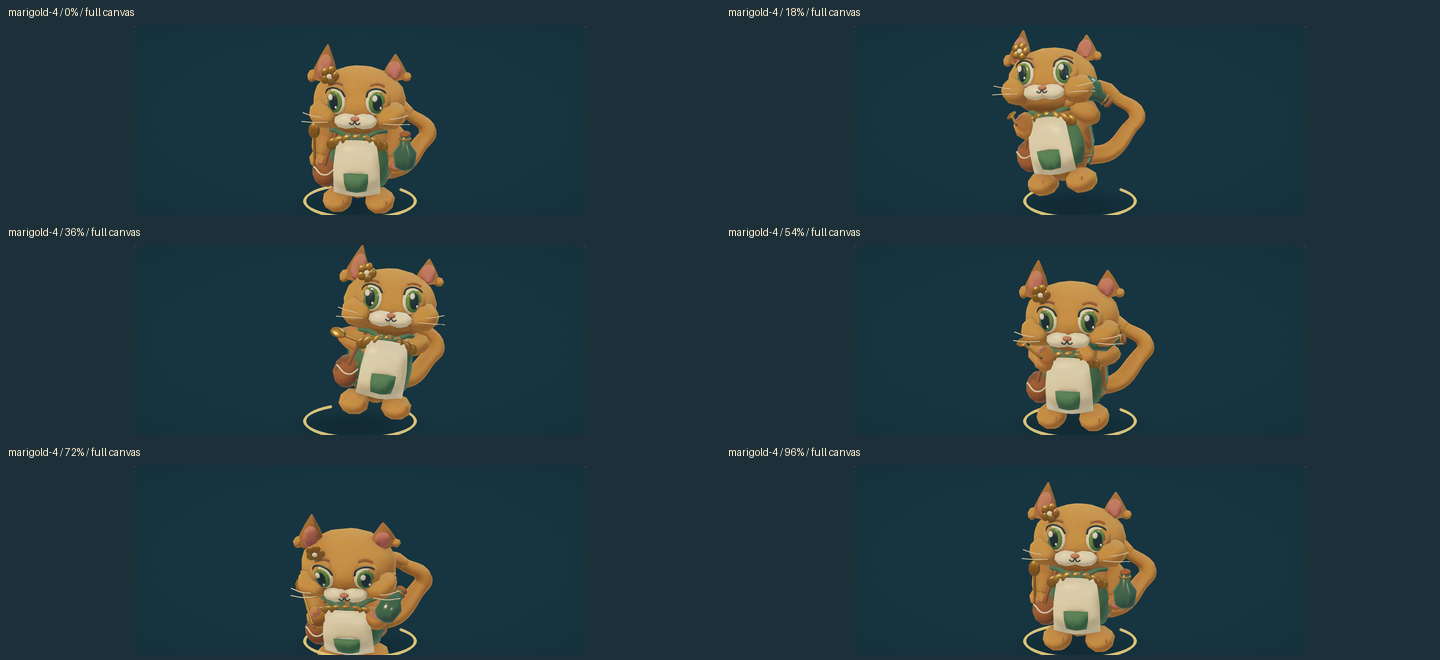 marigold-4 / 0% / full canvas
marigold-4 / 18% / full canvas
marigold-4 / 36% / full canvas
marigold-4 / 54% / full canvas
marigold-4 / 72% / full canvas
marigold-4 / 96% / full canvas